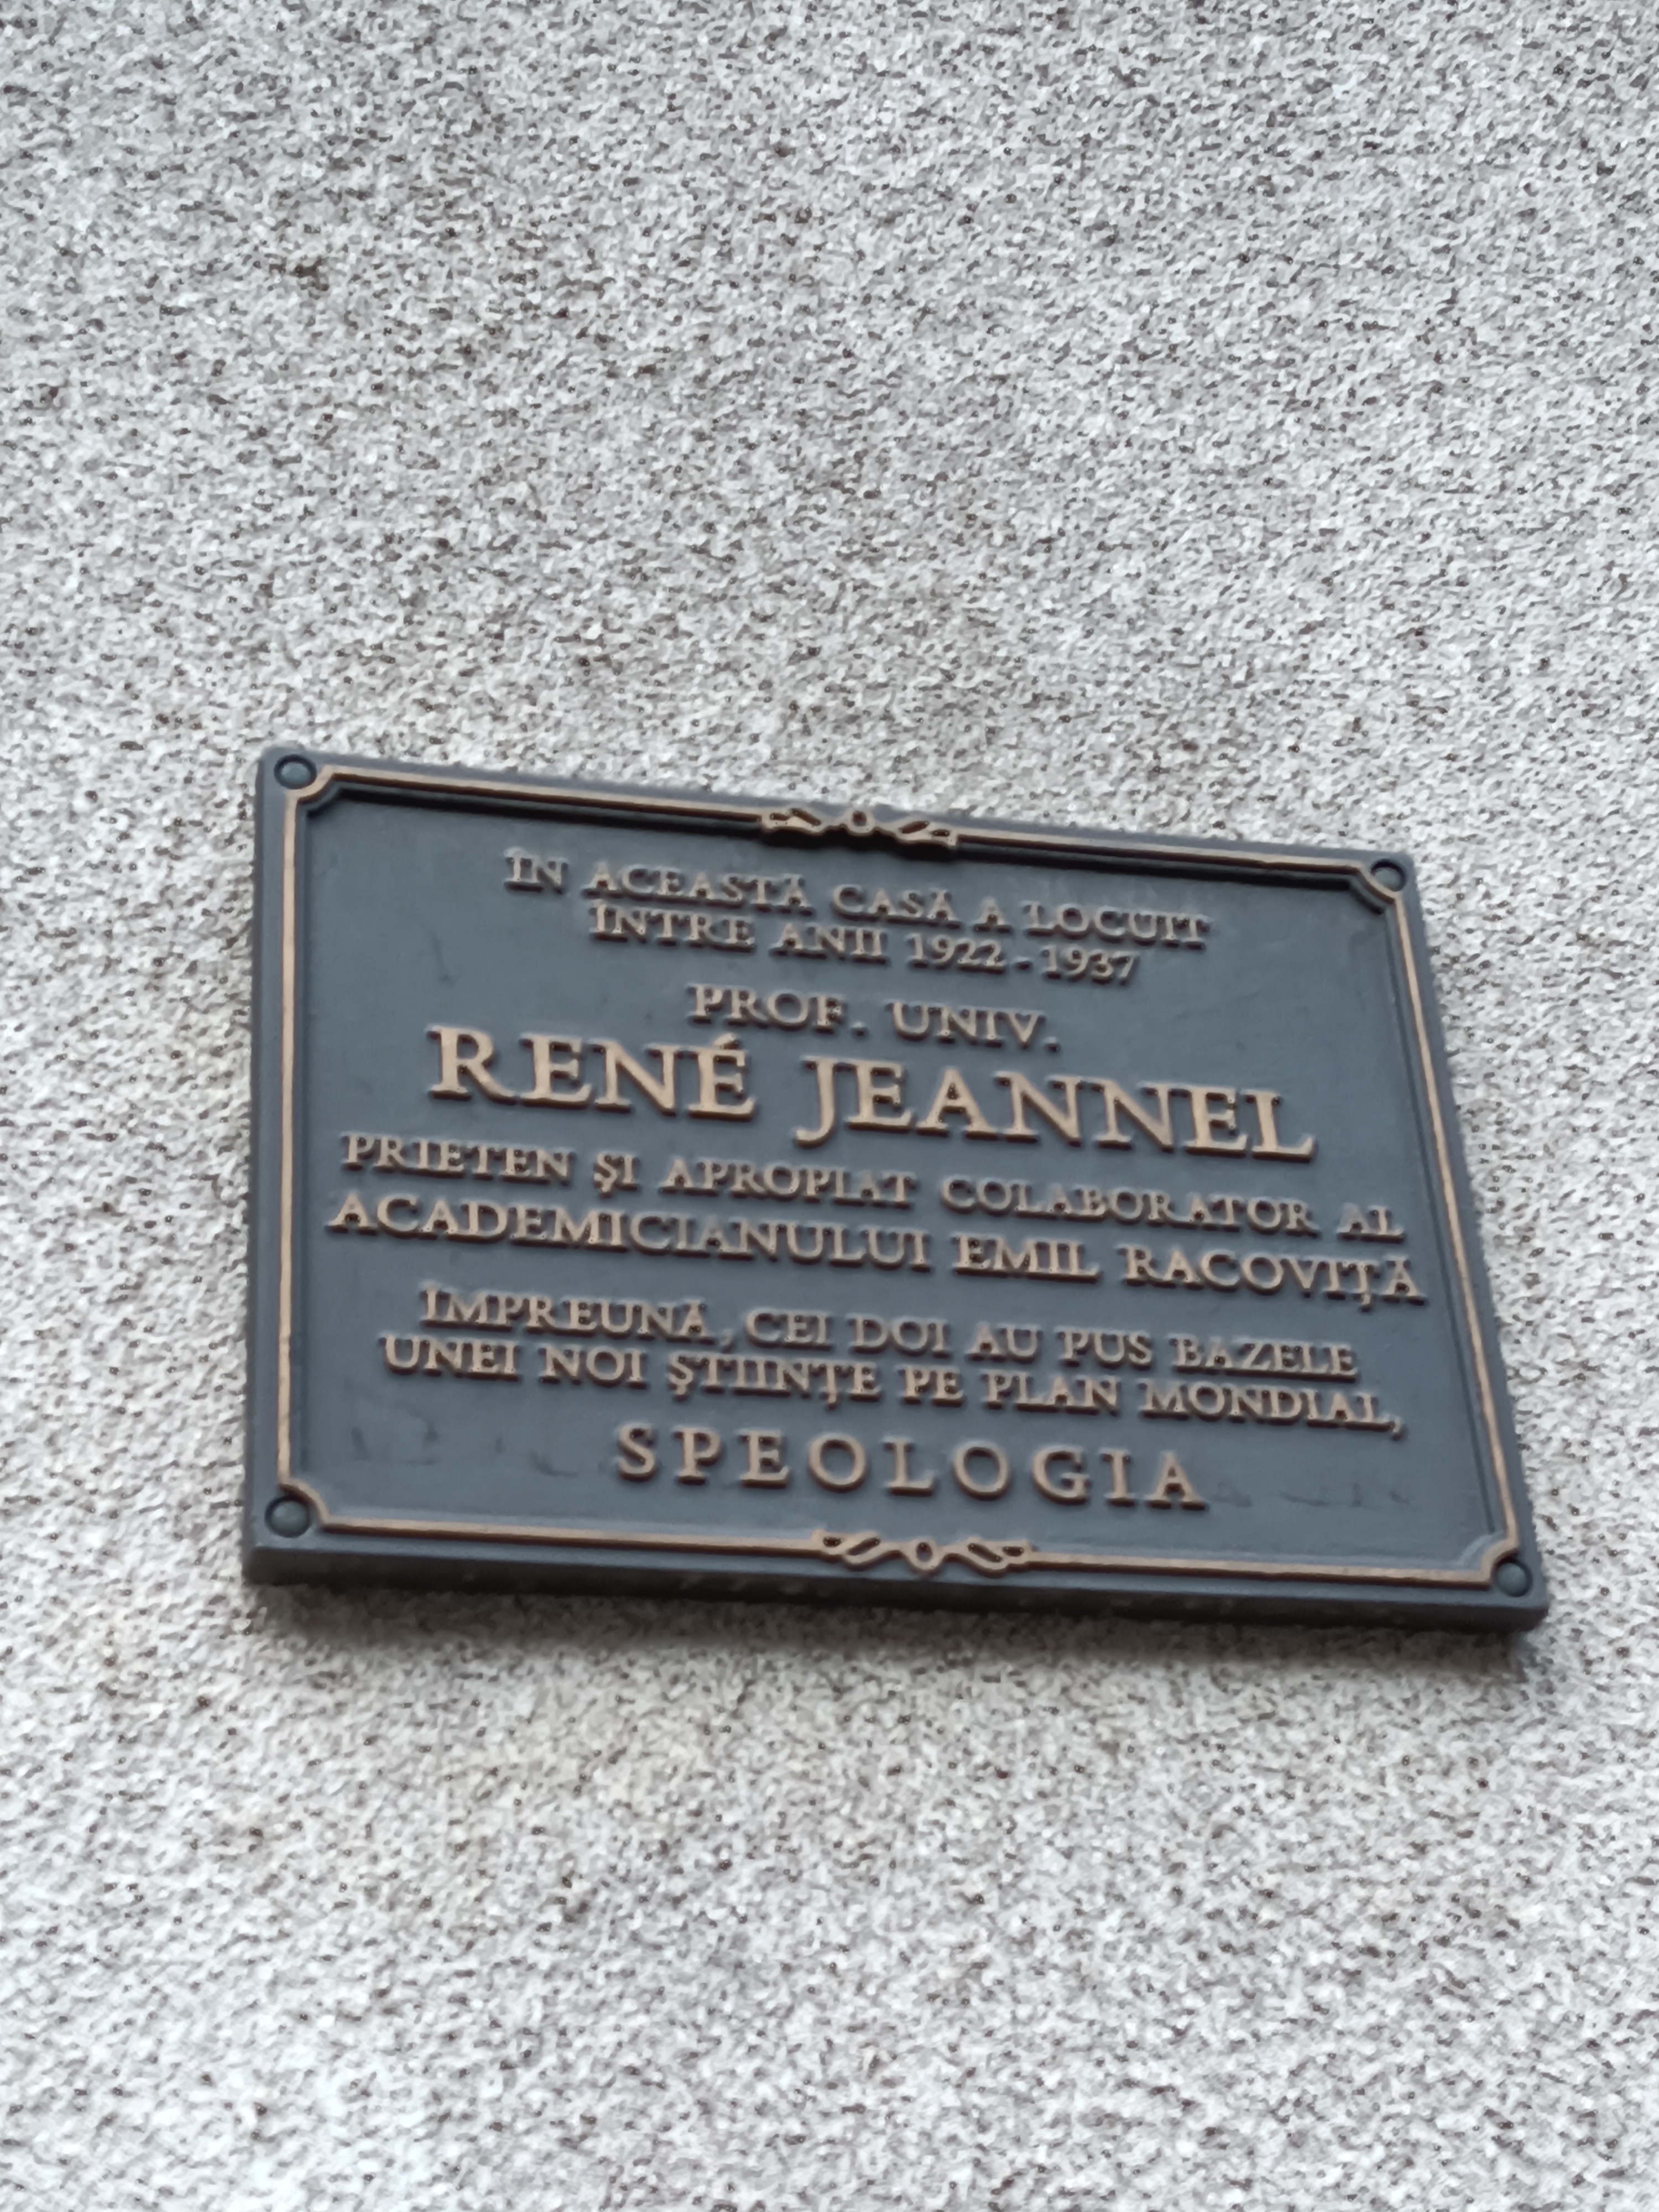 ÎN ACEASTĂ CASĂ A LOCUIT
ÎNTRE ANII 1922 - 1937
PROF. UNIV.
RENÉ JEANNEL
PRIETEN ŞI APROPIAT COLABORATOR AL
ACADEMICIANULUI EMIL RACOVIŢĂ
ÎMPREUNĂ, CEI DOI AU PUS BAZELE
UNEI NOI ŞTIINŢE PE PLAN MONDIAL,
SPEOLOGIA